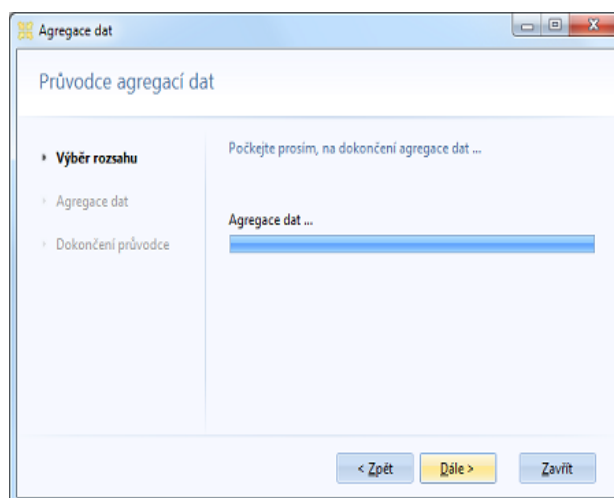 Agregace dat
Průvodce agregací dat
Výběr rozsahu
Agregace dat
Dokončení průvodce
Počkejte prosím, na dokončení agregace dat ...
Agregace dat ...
< Zpět
Dále >
Zavřít